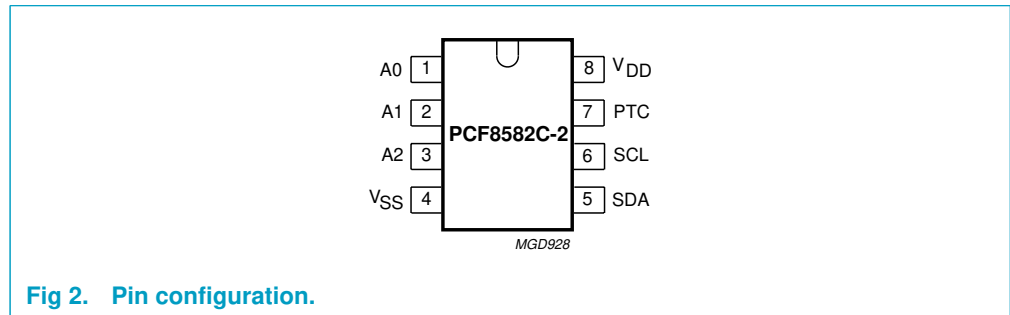 A0 1 8 VDD
A1 2 7 PTC
PCF8582C-2
A2 3 6 SCL
VSS 4 5 SDA
MGD928
Fig 2. Pin configuration.